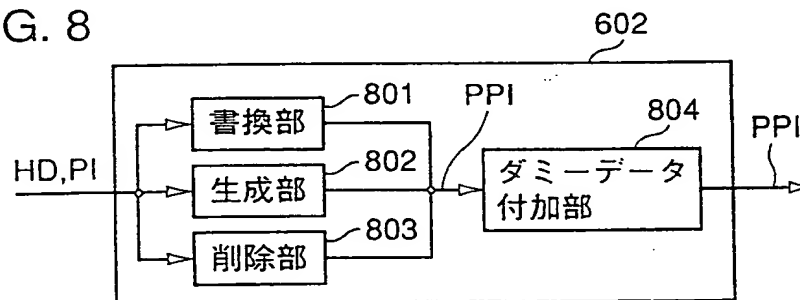 G. 8
602
801
書換部
PPI
804
PPI
HD,PI
802
生成部
ダミーデータ
付加部
803
削除部